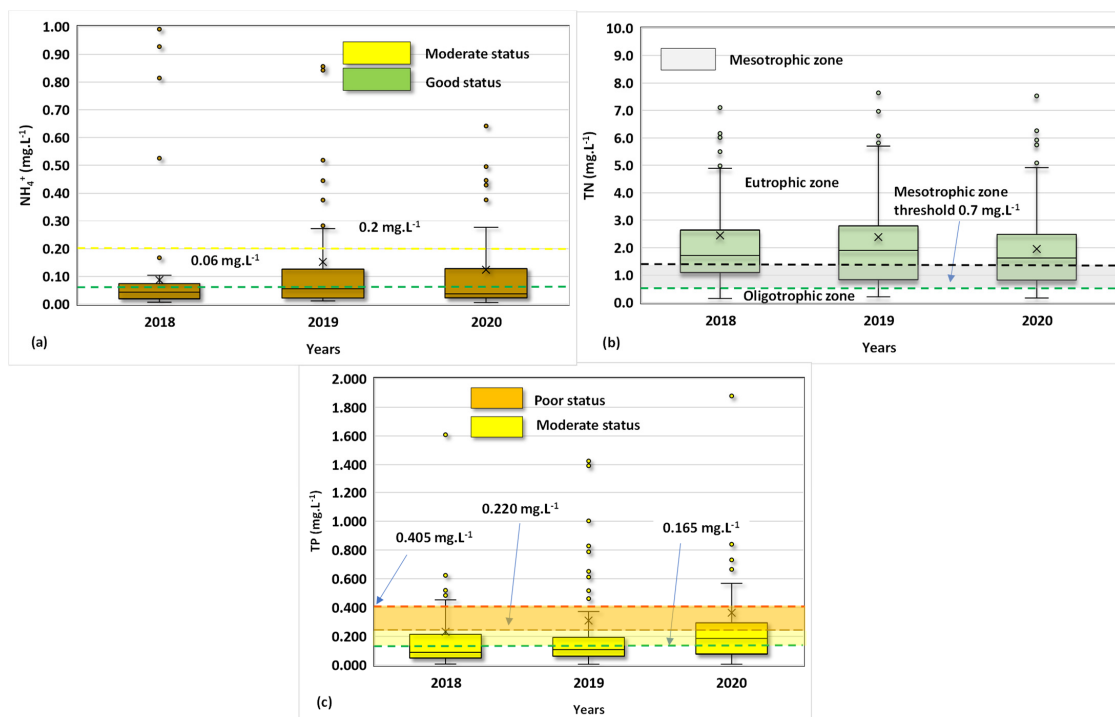 1.00
0.90
0.80
0.70
0.60
0.50
0.40
0.30
0.20
0.10
0.00
NH₄⁺ (mg.L⁻¹)
Moderate status
Good status
0.2 mg.L⁻¹
0.06 mg.L⁻¹
2018 2019 2020
(a)
Years
10.0
9.0
8.0
7.0
6.0
5.0
4.0
3.0
2.0
1.0
0.0
TN (mg.L⁻¹)
Mesotrophic zone
Eutrophic zone
Mesotrophic zone
threshold 0.7 mg.L⁻¹
Oligotrophic zone
2018 2019 2020
(b)
Years
2.000
1.800
1.600
1.400
1.200
1.000
0.800
0.600
0.400
0.200
0.000
TP (mg.L⁻¹)
Poor status
Moderate status
0.220 mg.L⁻¹
0.165 mg.L⁻¹
0.405 mg.L⁻¹
2018 2019 2020
(c)
Years